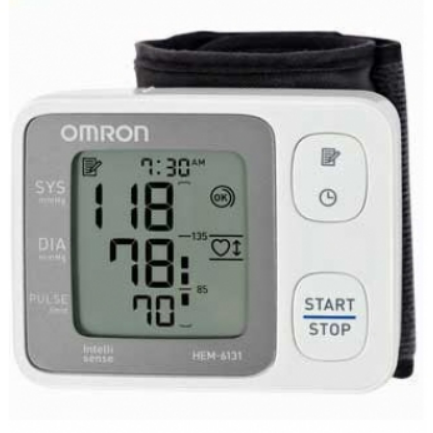 OMRON
7:30 AM
SYS
mmHg
118
OK
135
DIA
mmHg
78
85
PULSE
/min
70
Intelli
sense
HEM-6131
START
STOP